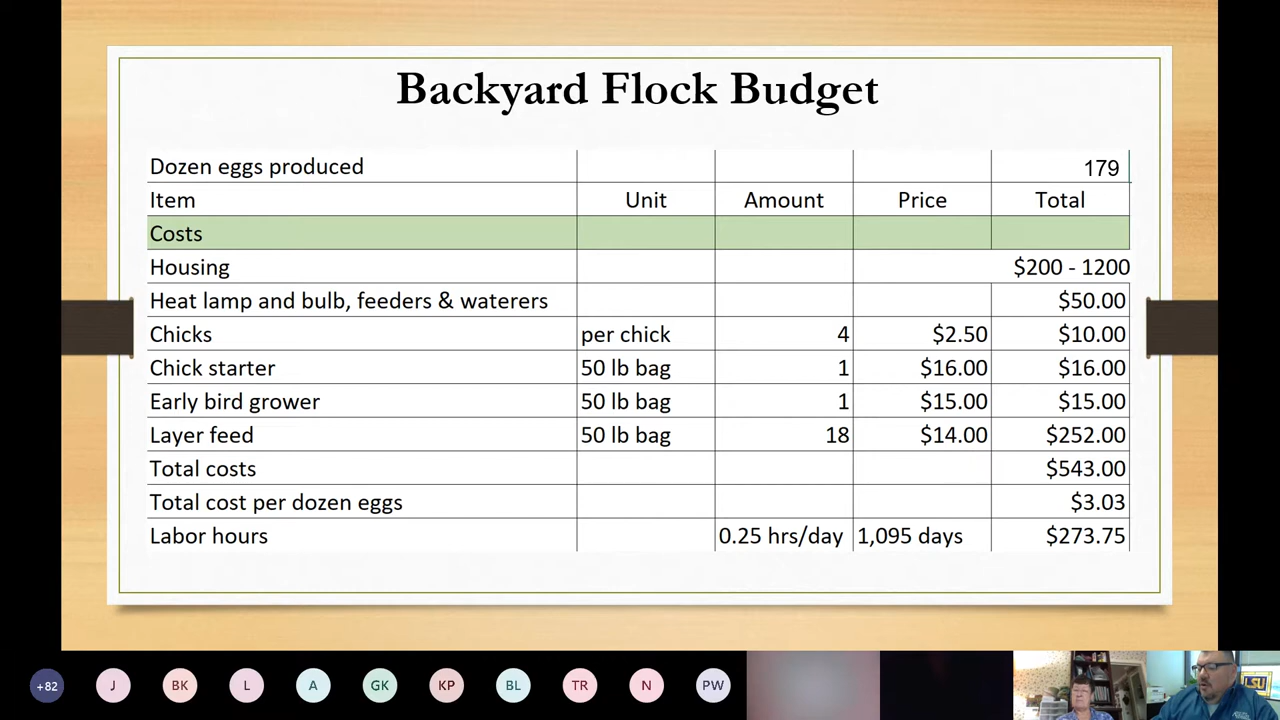 Backyard Flock Budget
Dozen eggs produced 179
Item Unit Amount Price Total
Costs
Housing $200 - 1200
Heat lamp and bulb, feeders & waterers $50.00
Chicks per chick 4 $2.50 $10.00
Chick starter 50 lb bag 1 $16.00 $16.00
Early bird grower 50 lb bag 1 $15.00 $15.00
Layer feed 50 lb bag 18 $14.00 $252.00
Total costs $543.00
Total cost per dozen eggs $3.03
Labor hours 0.25 hrs/day 1,095 days $273.75
+82 J BK L A GK KP BL TR N PW
LSU